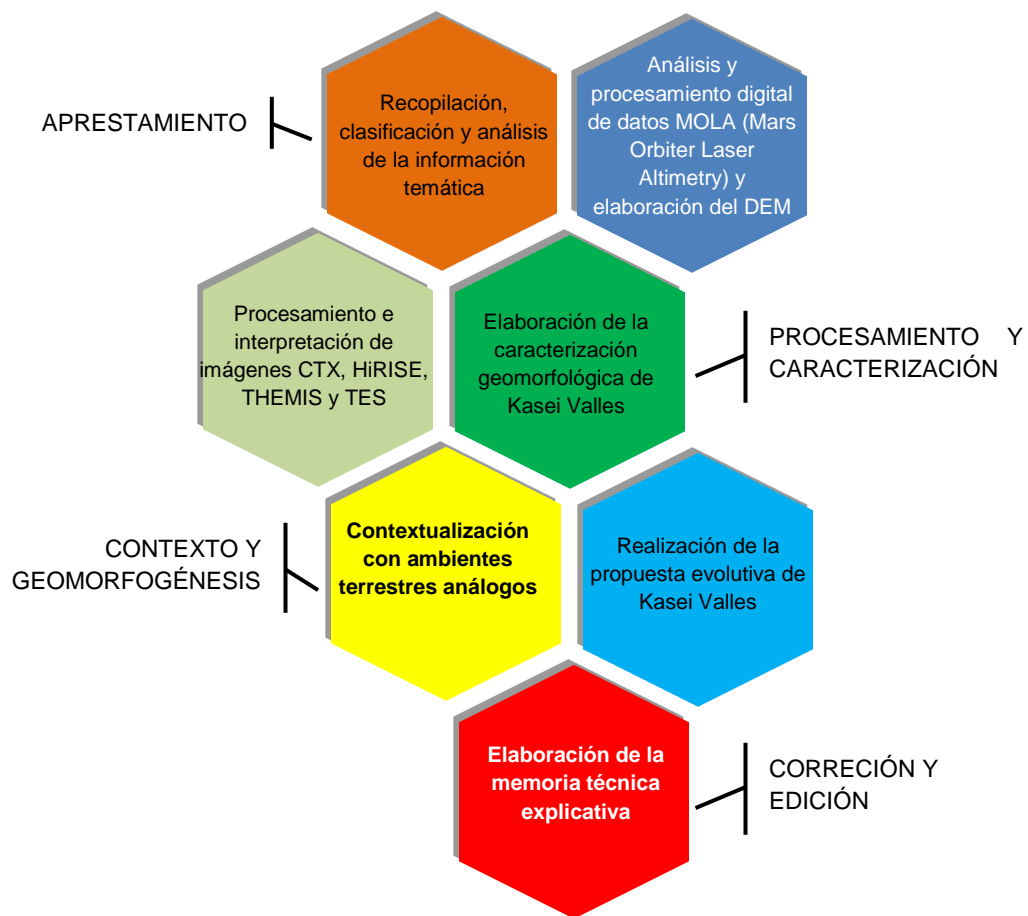 APRESTAMIENTO
Recopilación,
clasificación y análisis
de la información
temática
Análisis y
procesamiento digital
de datos MOLA (Mars
Orbiter Laser
Altimetry) y
elaboración del DEM
Procesamiento e
interpretación de
imágenes CTX, HiRISE,
THEMIS y TES
Elaboración de la
caracterización
geomorfológica de
Kasei Valles
PROCESAMIENTO Y
CARACTERIZACIÓN
CONTEXTO Y
GEOMORFOGÉNESIS
Contextualización
con ambientes
terrestres análogos
Realización de la
propuesta evolutiva de
Kasei Valles
Elaboración de la
memoria técnica
explicativa
CORRECIÓN Y
EDICIÓN